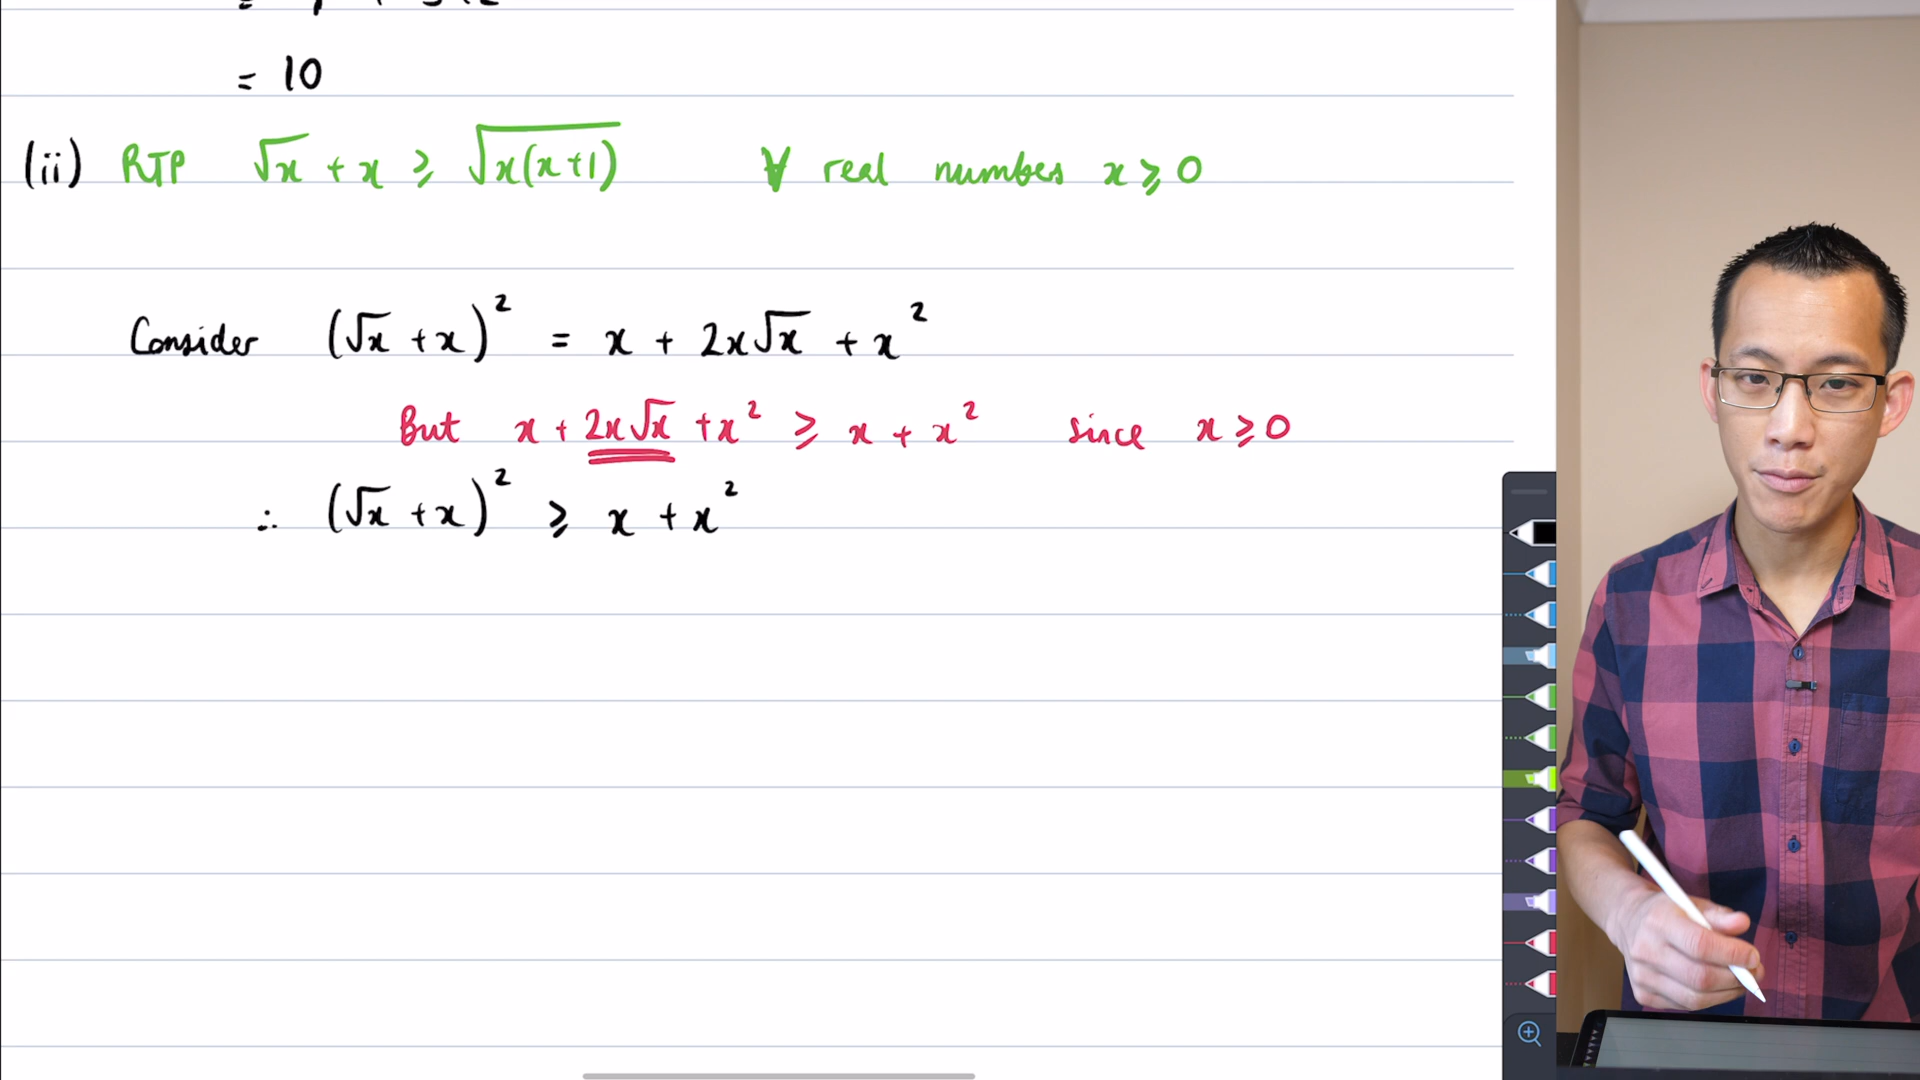 = 10
(ii) RTP √x + x ⩾ √(x(x+1)) ∀ real numbers x ⩾ 0
Consider (√x + x)² = x + 2x√x + x²
But x + 2x√x + x² ⩾ x + x² since x ⩾ 0
∴ (√x + x)² ⩾ x + x²